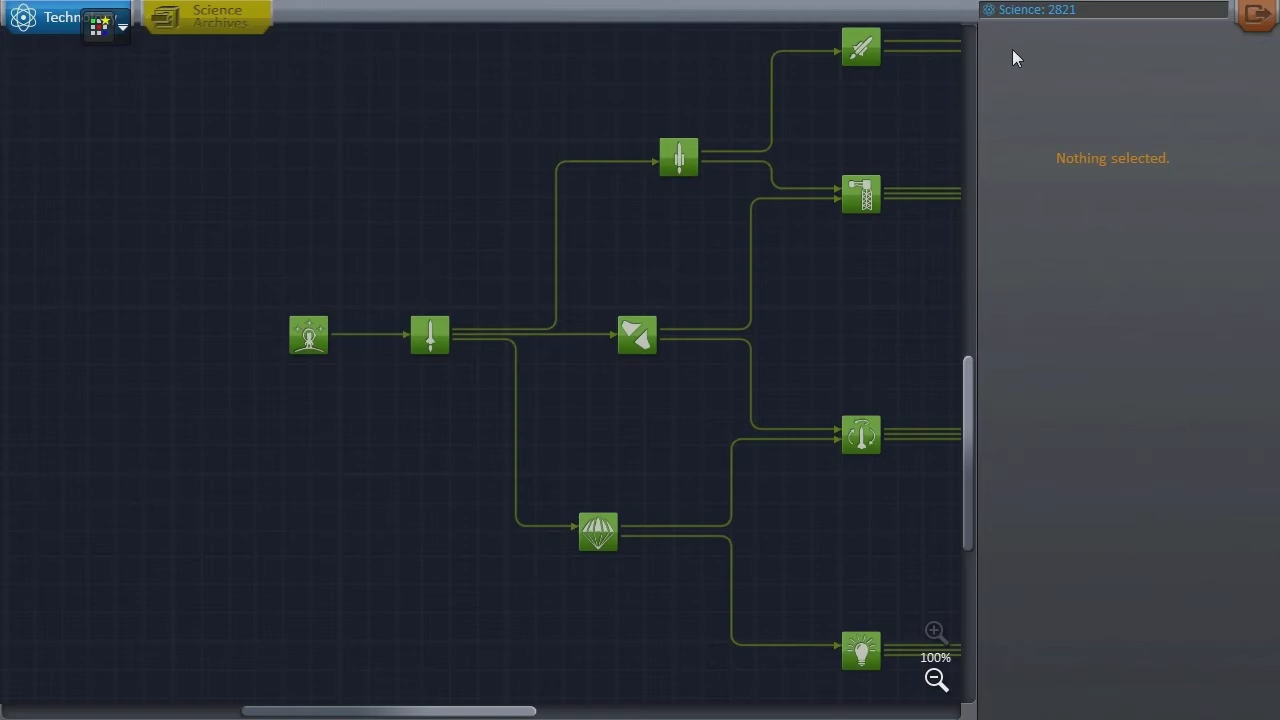 Science
Archives
Science: 2821
Nothing selected.
100%